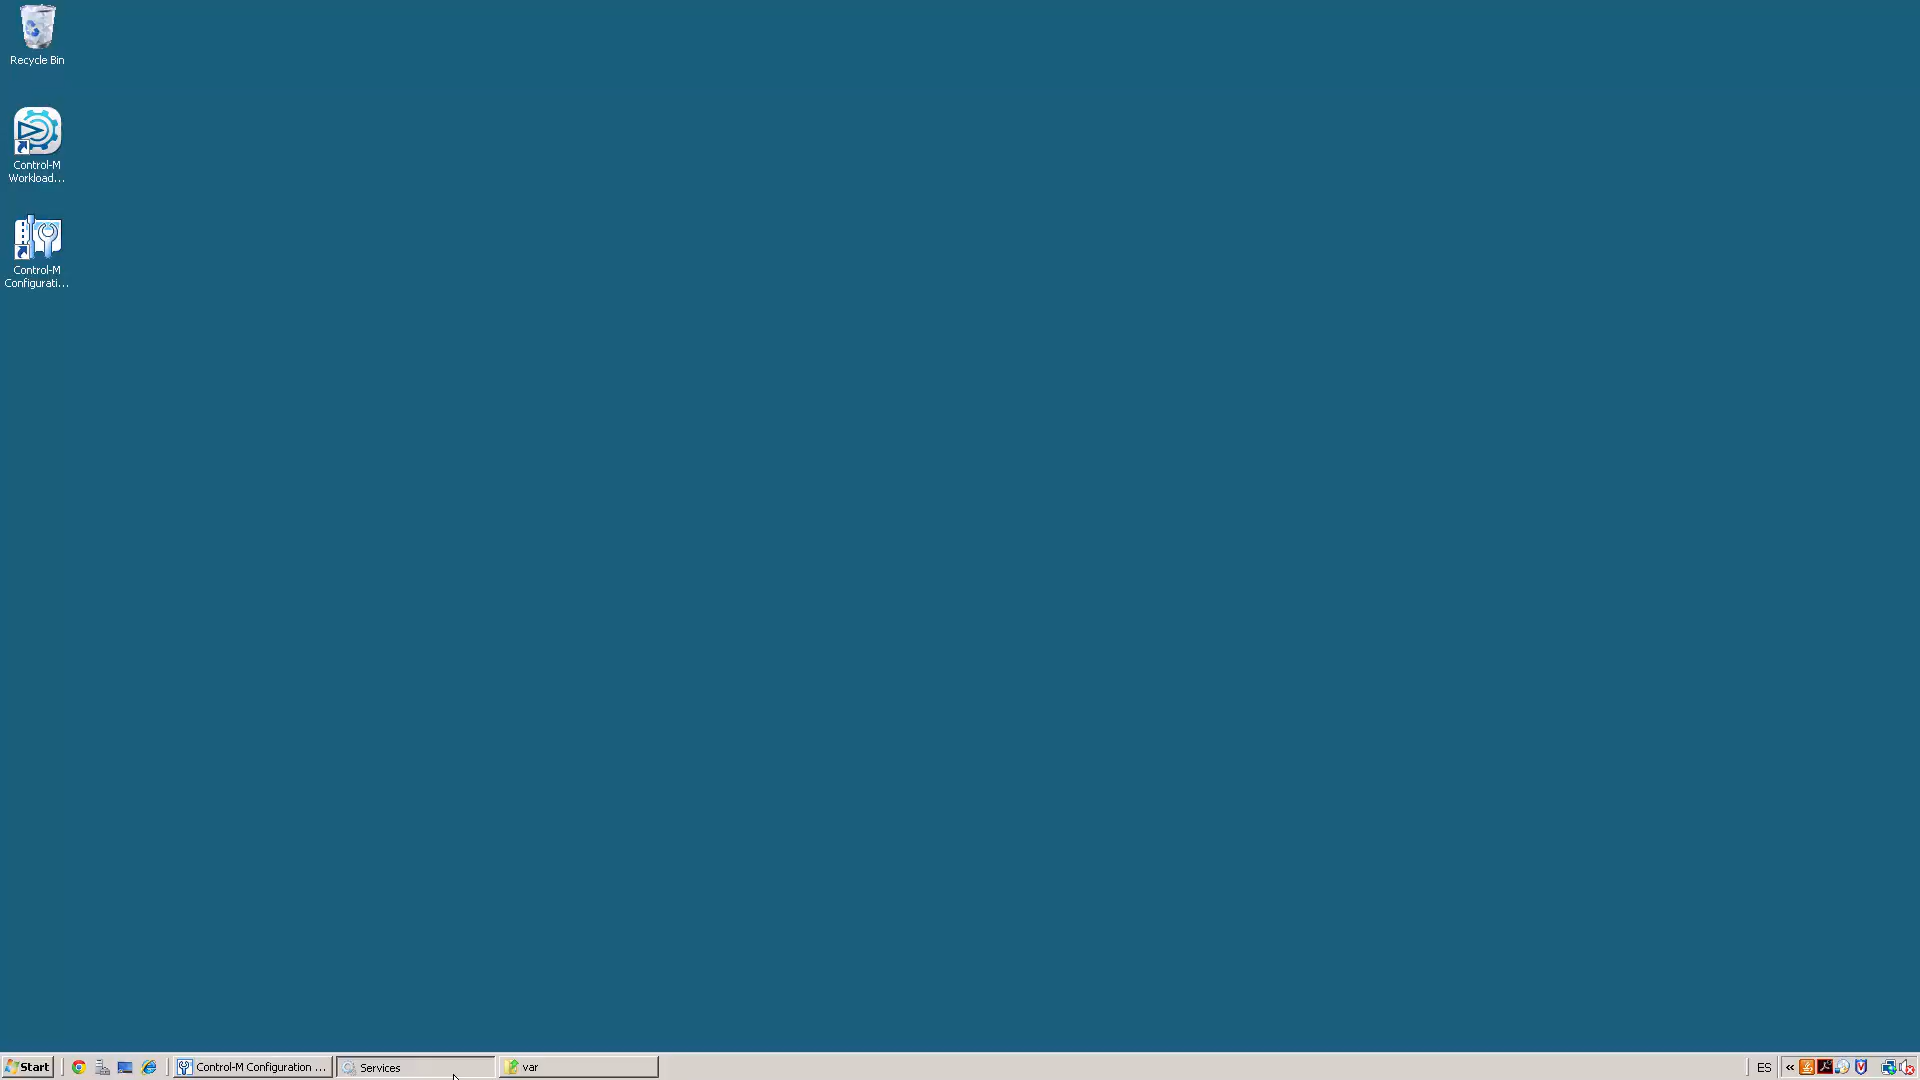 Recycle Bin
Control-M
Workload...
Control-M
Configurati...
Start
Control-M Configuration ...
Services
var
ES